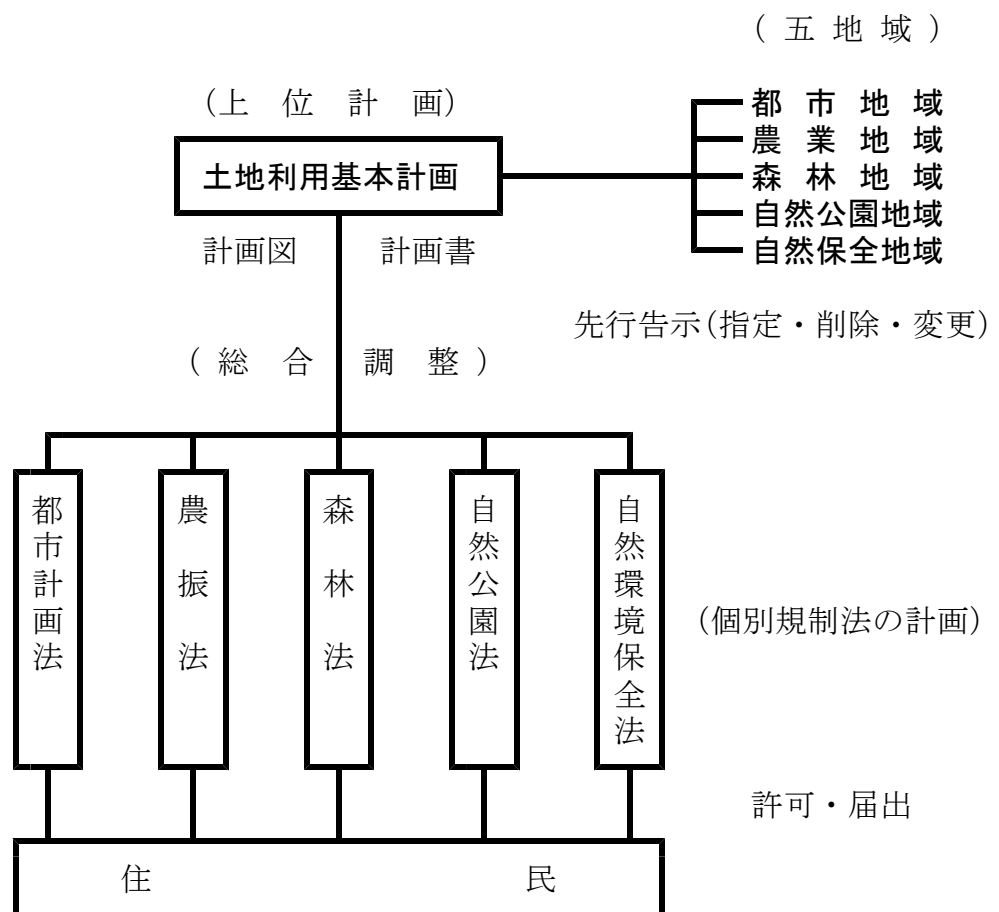 (五地域)
(上位計画)
都市地域
農業地域
土地利用基本計画
森林地域
自然公園地域
自然保全地域
計画図 計画書
先行告示(指定・削除・変更)
(総合調整)
都市計画法
農振法
森林法
自然公園法
自然環境保全法
(個別規制法の計画)
許可・届出
住民